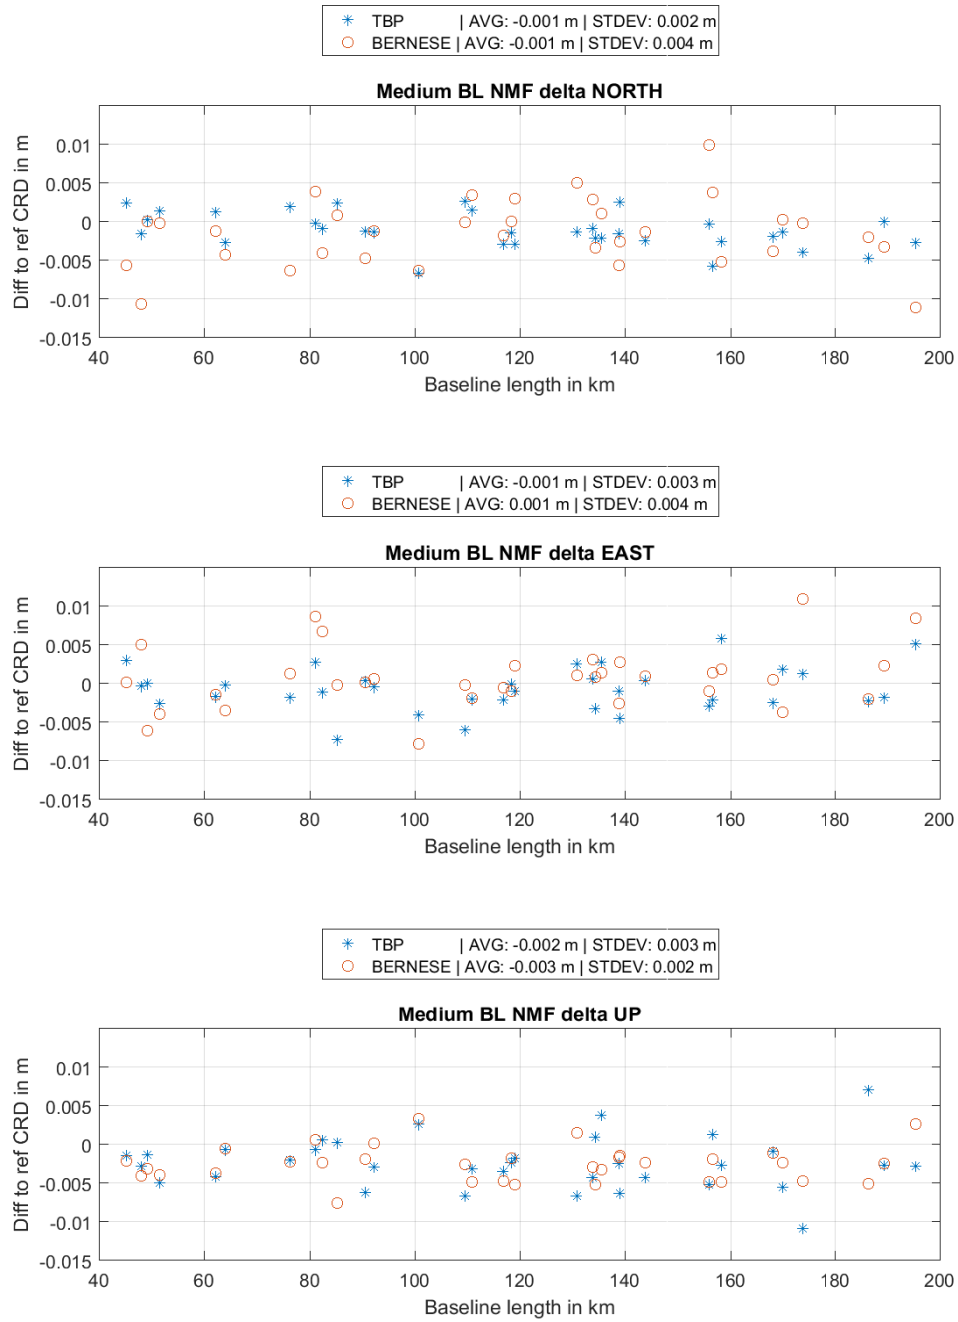 TBP | AVG: -0.001 m | STDEV: 0.002 m
BERNESE | AVG: -0.001 m | STDEV: 0.004 m
Medium BL NMF delta NORTH
Diff to ref CRD in m
0.01
0.005
0
-0.005
-0.01
-0.015
40 60 80 100 120 140 160 180 200
Baseline length in km
TBP | AVG: -0.001 m | STDEV: 0.003 m
BERNESE | AVG: 0.001 m | STDEV: 0.004 m
Medium BL NMF delta EAST
Diff to ref CRD in m
0.01
0.005
0
-0.005
-0.01
-0.015
40 60 80 100 120 140 160 180 200
Baseline length in km
TBP | AVG: -0.002 m | STDEV: 0.003 m
BERNESE | AVG: -0.003 m | STDEV: 0.002 m
Medium BL NMF delta UP
Diff to ref CRD in m
0.01
0.005
0
-0.005
-0.01
-0.015
40 60 80 100 120 140 160 180 200
Baseline length in km